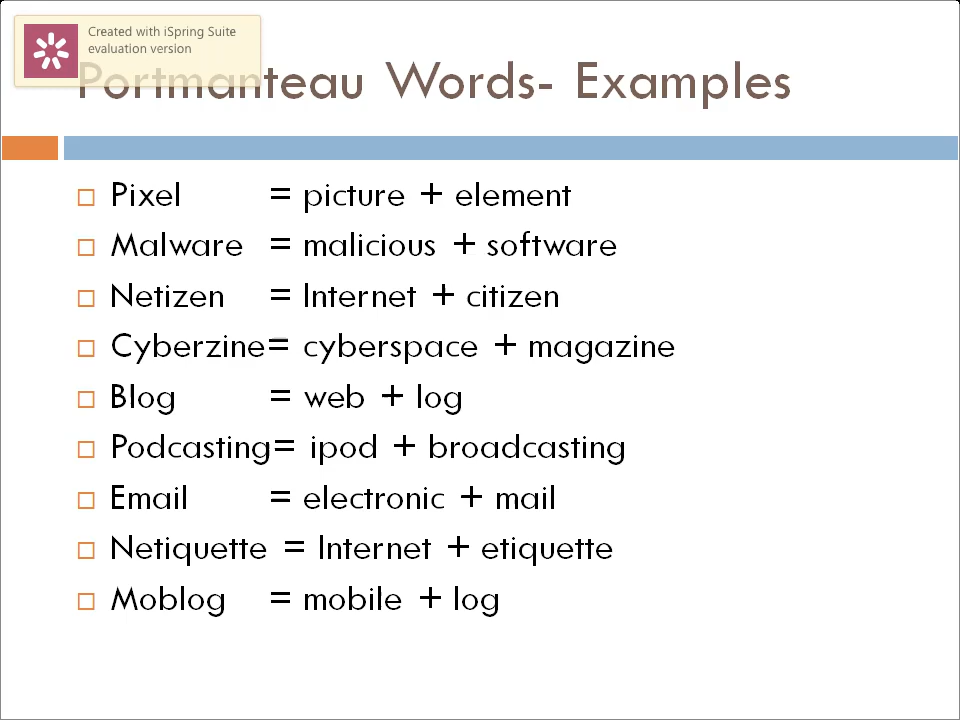 Created with iSpring Suite
evaluation version
Portmanteau Words- Examples
Pixel = picture + element
Malware = malicious + software
Netizen = Internet + citizen
Cyberzine= cyberspace + magazine
Blog = web + log
Podcasting= ipod + broadcasting
Email = electronic + mail
Netiquette = Internet + etiquette
Moblog = mobile + log